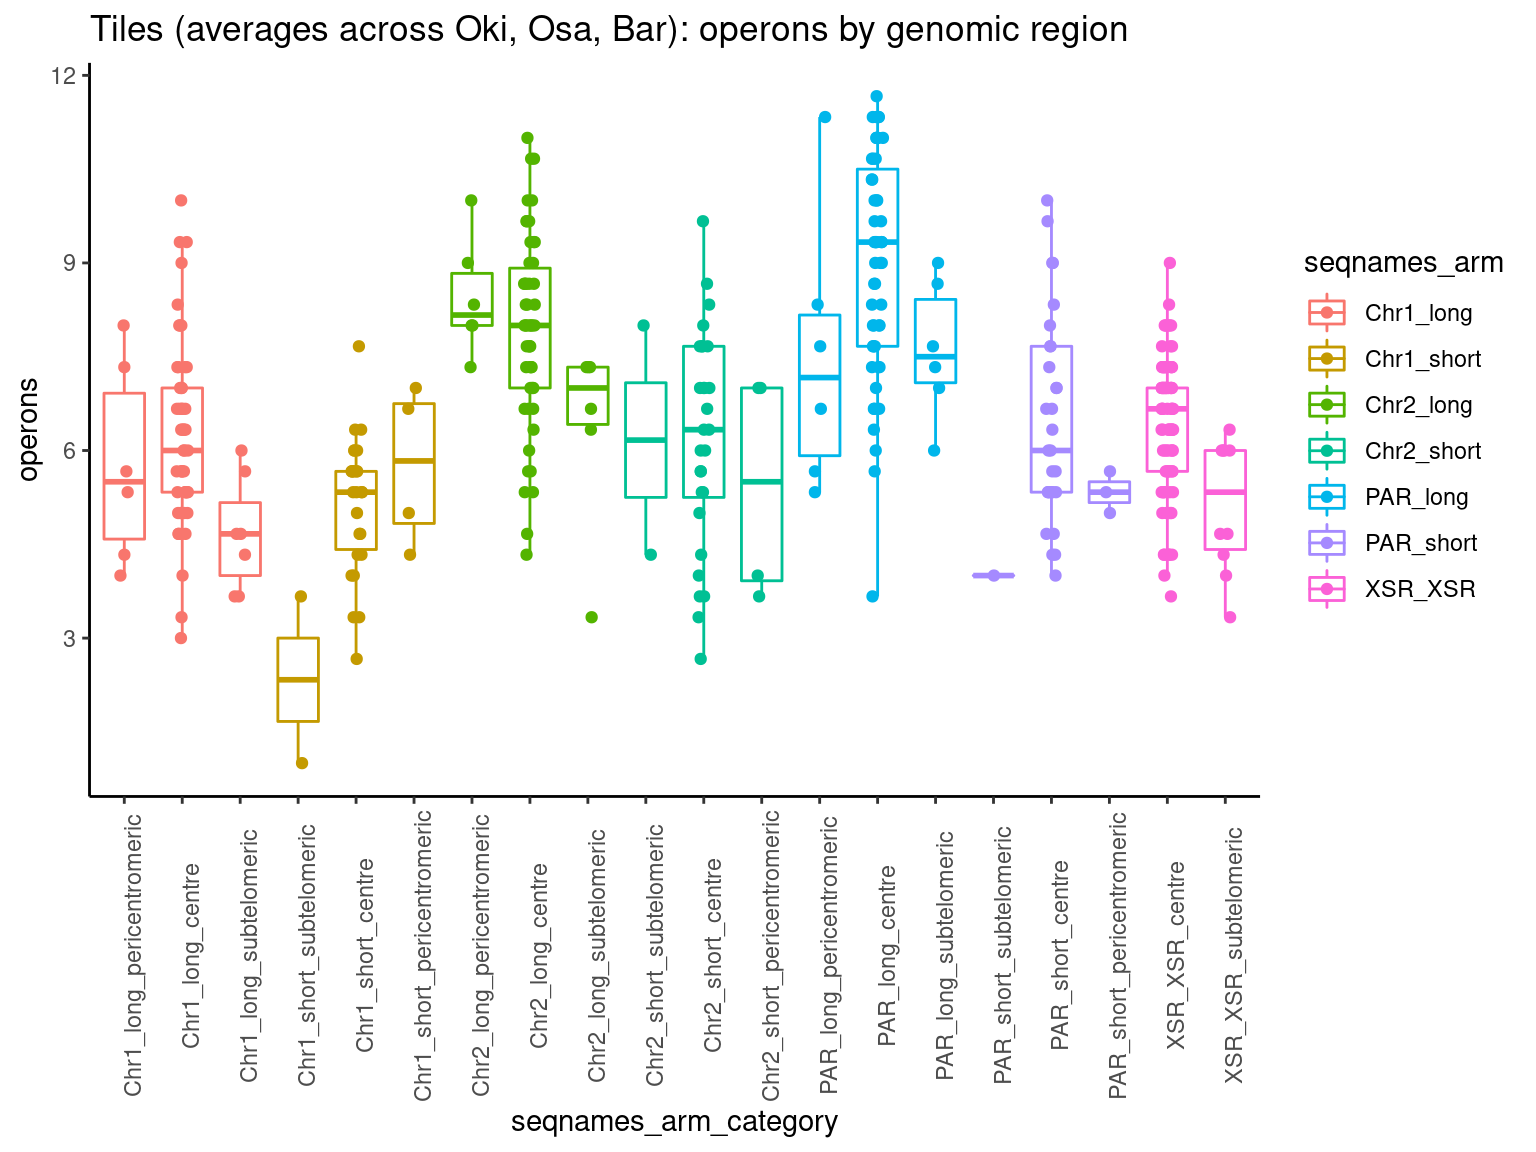 Tiles (averages across Oki, Osa, Bar): operons by genomic region
12
9
6
3
operons
Chr1_long_pericentromeric
Chr1_long_centre
Chr1_long_subtelomeric
Chr1_short_subtelomeric
Chr1_short_centre
Chr1_short_pericentromeric
Chr2_long_pericentromeric
Chr2_long_centre
Chr2_long_subtelomeric
Chr2_short_subtelomeric
Chr2_short_centre
Chr2_short_pericentromeric
PAR_long_pericentromeric
PAR_long_centre
PAR_long_subtelomeric
PAR_short_subtelomeric
PAR_short_centre
PAR_short_pericentromeric
XSR_XSR_centre
XSR_XSR_subtelomeric
seqnames_arm_category
seqnames_arm
Chr1_long
Chr1_short
Chr2_long
Chr2_short
PAR_long
PAR_short
XSR_XSR